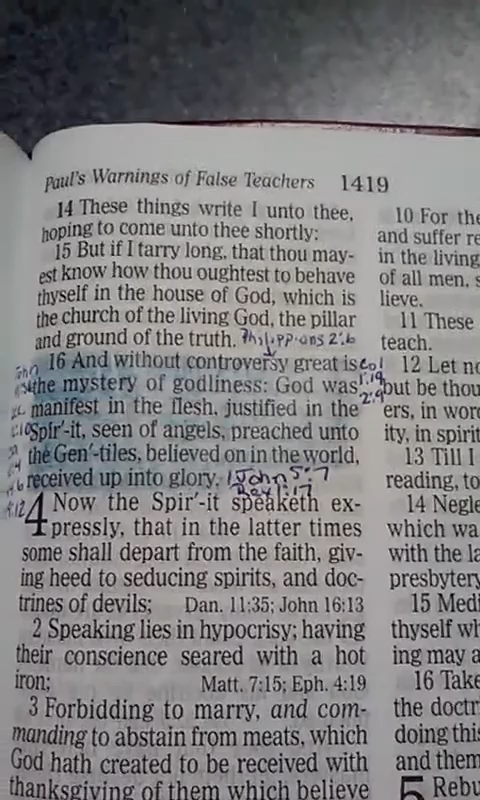 Paul's Warnings of False Teachers 1419
14 These things write I unto thee,
hoping to come unto thee shortly:
15 But if I tarry long, that thou may-
est know how thou oughtest to behave
thyself in the house of God, which is
the church of the living God, the pillar
and ground of the truth. Philippians 2:6
16 And without controversy great is Col
the mystery of godliness: God was 1:19
manifest in the flesh, justified in the 2:9
Spir'-it, seen of angels, preached unto
the Gen'-tiles, believed on in the world,
received up into glory. 1 John 5:7
Rev 1:17
4 Now the Spir'-it speaketh ex-
pressly, that in the latter times
some shall depart from the faith, giv-
ing heed to seducing spirits, and doc-
trines of devils; Dan. 11:35; John 16:13
2 Speaking lies in hypocrisy; having
their conscience seared with a hot
iron; Matt. 7:15; Eph. 4:19
3 Forbidding to marry, and com-
manding to abstain from meats, which
God hath created to be received with
thanksgiving of them which believe
10 For the
and suffer re
in the living
of all men, s
lieve.
11 These
teach.
12 Let no
but be thou
ers, in wor
ity, in spirit
13 Till I
reading, to
14 Negle
which wa
with the la
presbytery
15 Medi
thyself wh
ing may a
16 Take
the doctr
doing this
and them
5 Rebu